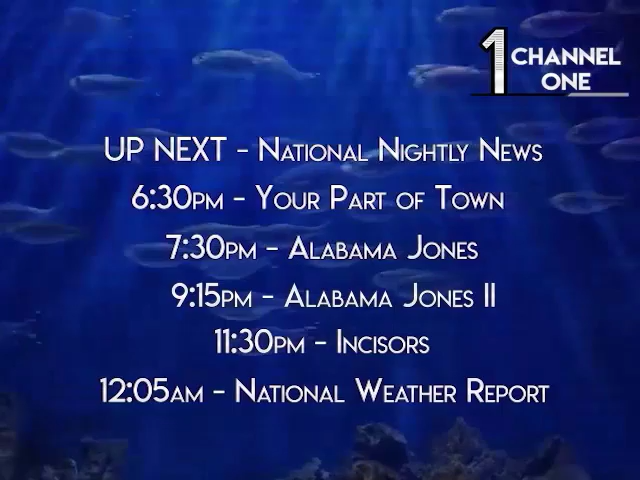 1 CHANNEL
ONE
UP NEXT - NATIONAL NIGHTLY NEWS
6:30PM - YOUR PART OF TOWN
7:30PM - ALABAMA JONES
9:15PM - ALABAMA JONES II
11:30PM - INCISORS
12:05AM - NATIONAL WEATHER REPORT